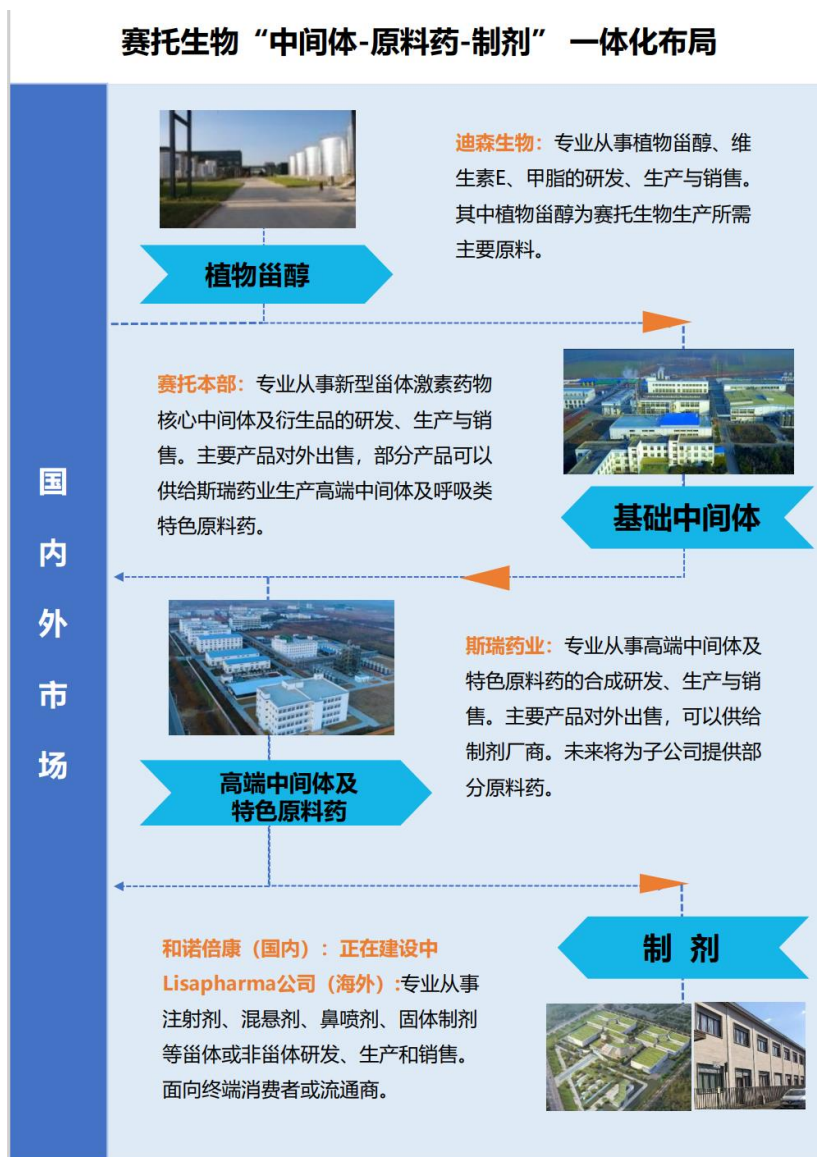 赛托生物“中间体-原料药-制剂” 一体化布局
国
内
外
市
场
迪森生物：专业从事植物甾醇、维
生素E、甲脂的研发、生产与销售。
其中植物甾醇为赛托生物生产所需
主要原料。
植物甾醇
赛托本部：专业从事新型甾体激素药物
核心中间体及衍生品的研发、生产与销
售。主要产品对外出售，部分产品可以
供给斯瑞药业生产高端中间体及呼吸类
特色原料药。
基础中间体
斯瑞药业：专业从事高端中间体及
特色原料药的合成研发、生产与销
售。主要产品对外出售，可以供给
制剂厂商。未来将为子公司提供部
分原料药。
高端中间体及
特色原料药
制 剂
和诺倍康（国内）：正在建设中
Lisapharma公司（海外）:专业从事
注射剂、混悬剂、鼻喷剂、固体制剂
等甾体或非甾体研发、生产和销售。
面向终端消费者或流通商。